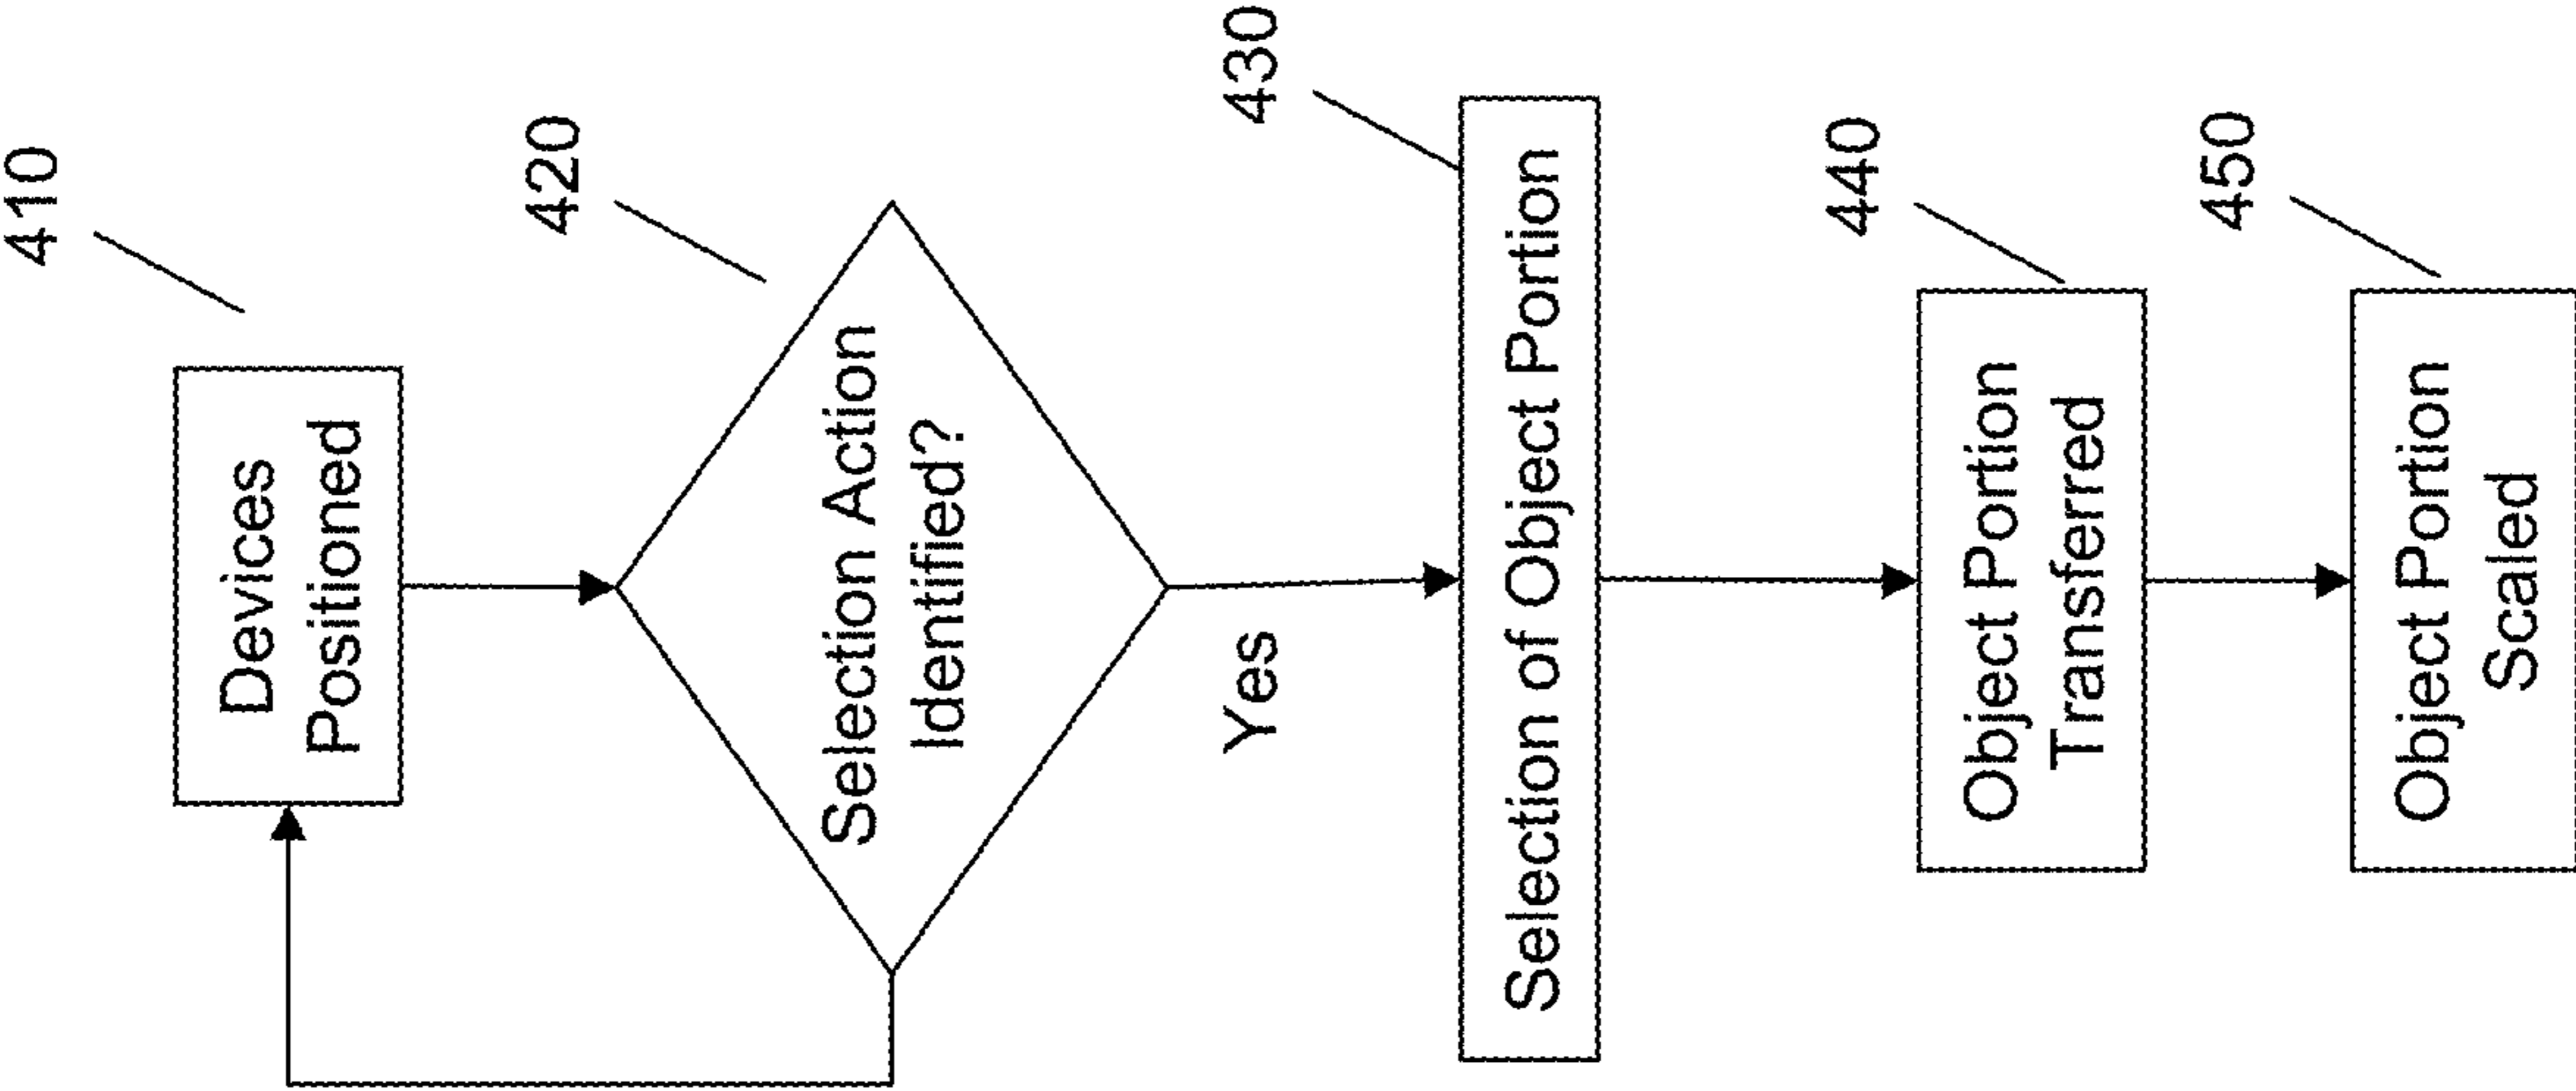 410
Devices
Positioned
420
Selection Action
Identified?
Yes
430
Selection of Object Portion
440
Object Portion
Transferred
450
Object Portion
Scaled